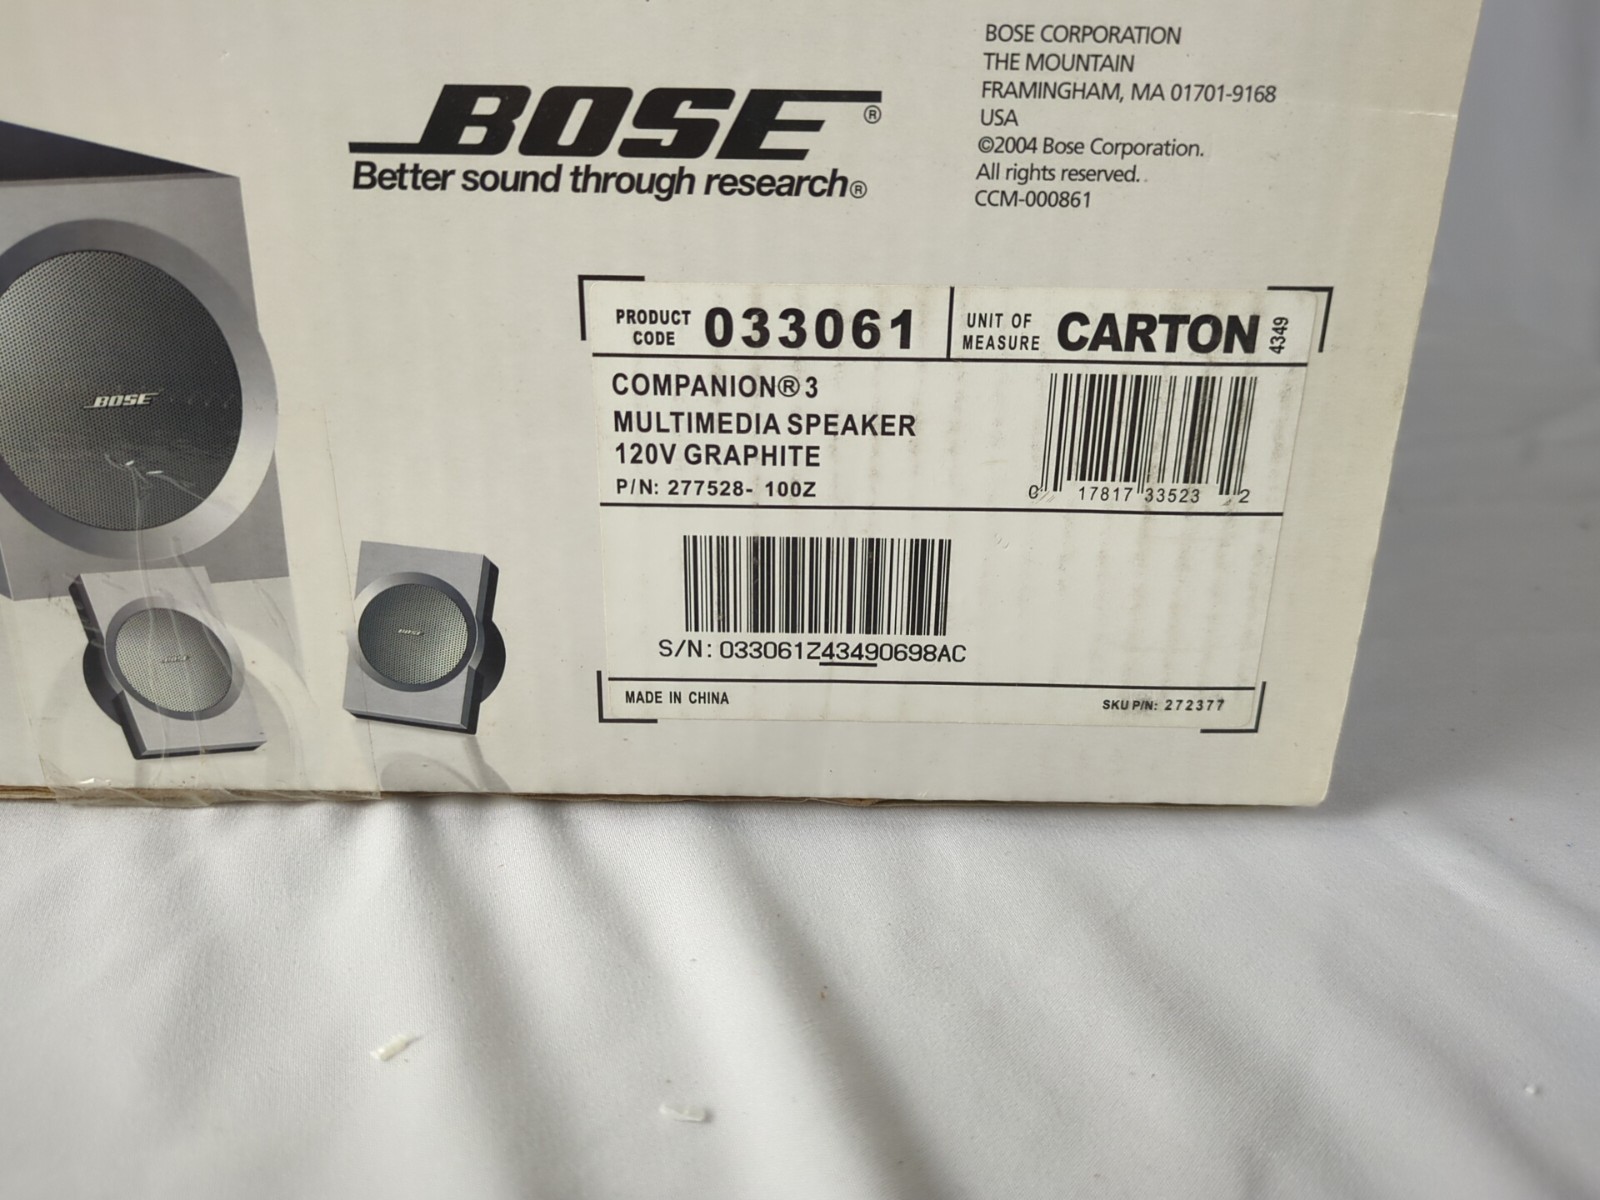 BOSE®
Better sound through research®
BOSE CORPORATION
THE MOUNTAIN
FRAMINGHAM, MA 01701-9168
USA
©2004 Bose Corporation.
All rights reserved.
CCM-000861
BOSE
BOSE
BOSE
PRODUCT CODE 033061
UNIT OF MEASURE CARTON 4349
COMPANION® 3
MULTIMEDIA SPEAKER
120V GRAPHITE
P/N: 277528- 100Z
0 17817 33523 2
S/N: 033061Z43490698AC
MADE IN CHINA
SKU P/N: 272377